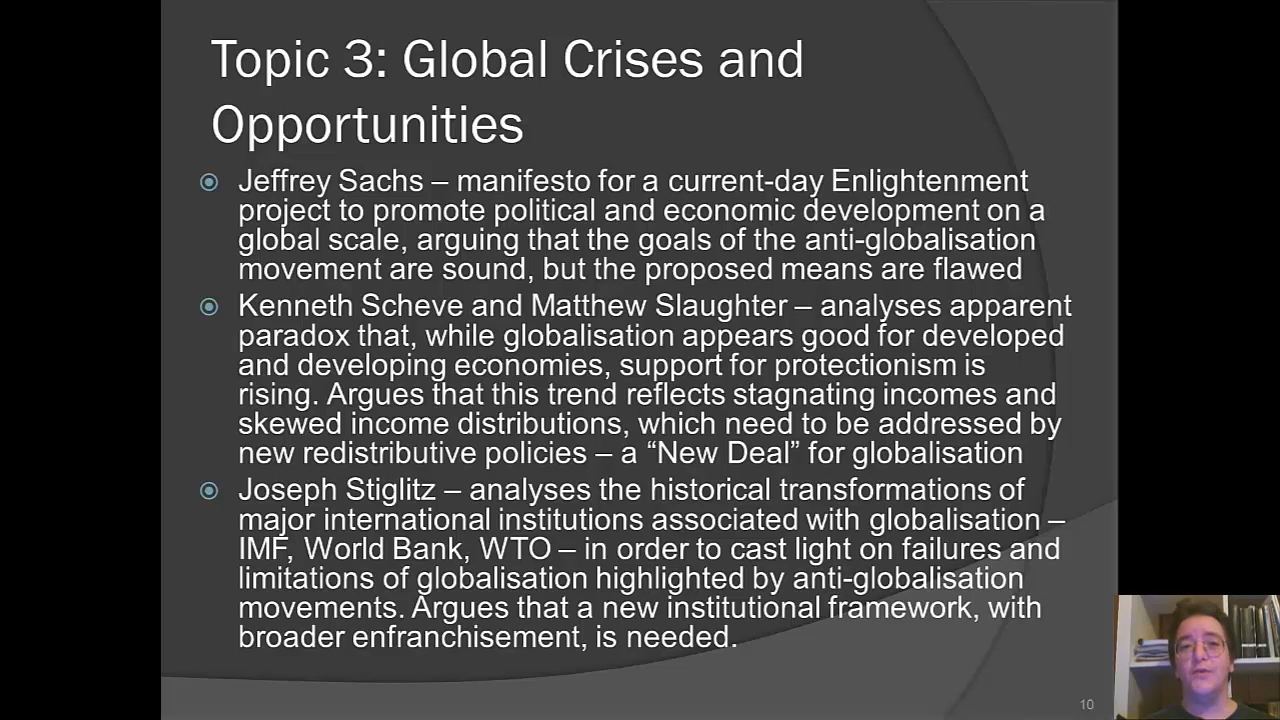 Topic 3: Global Crises and
Opportunities
Jeffrey Sachs – manifesto for a current-day Enlightenment
project to promote political and economic development on a
global scale, arguing that the goals of the anti-globalisation
movement are sound, but the proposed means are flawed
Kenneth Scheve and Matthew Slaughter – analyses apparent
paradox that, while globalisation appears good for developed
and developing economies, support for protectionism is
rising. Argues that this trend reflects stagnating incomes and
skewed income distributions, which need to be addressed by
new redistributive policies – a “New Deal” for globalisation
Joseph Stiglitz – analyses the historical transformations of
major international institutions associated with globalisation –
IMF, World Bank, WTO – in order to cast light on failures and
limitations of globalisation highlighted by anti-globalisation
movements. Argues that a new institutional framework, with
broader enfranchisement, is needed.
10